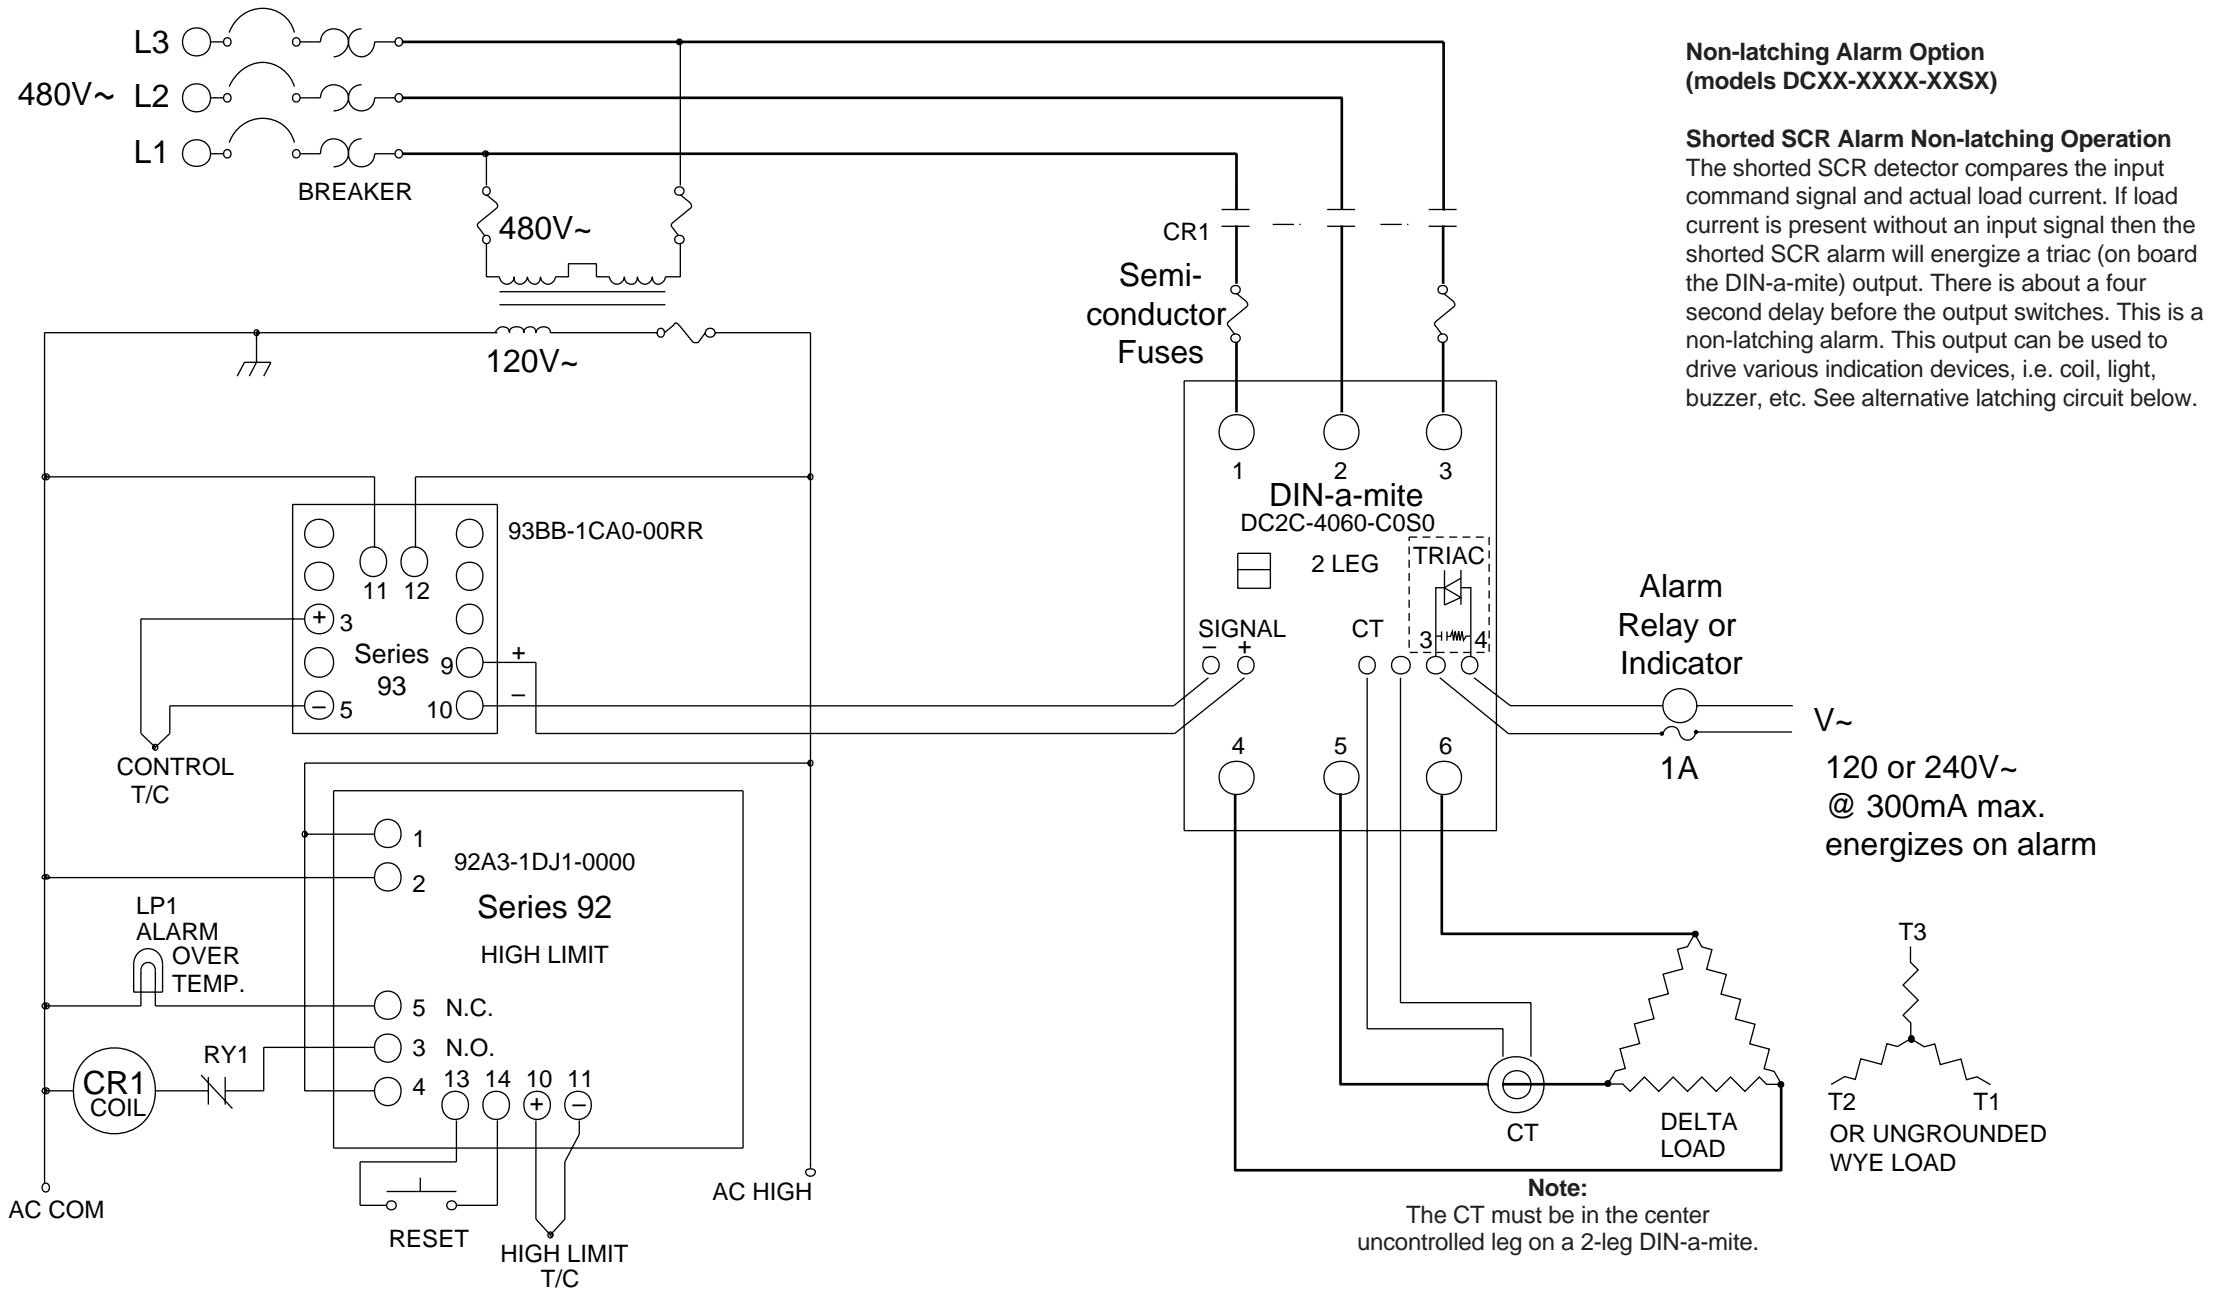 L3
480V~ L2
L1
BREAKER
480V~
120V~
CR1
Semi-
conductor
Fuses
Non-latching Alarm Option
(models DCXX-XXXX-XXSX)
Shorted SCR Alarm Non-latching Operation
The shorted SCR detector compares the input
command signal and actual load current. If load
current is present without an input signal then the
shorted SCR alarm will energize a triac (on board
the DIN-a-mite) output. There is about a four
second delay before the output switches. This is a
non-latching alarm. This output can be used to
drive various indication devices, i.e. coil, light,
buzzer, etc. See alternative latching circuit below.
93BB-1CA0-00RR
11 12
+ 3
Series 9 +
93
– 5 10 –
CONTROL
T/C
1 2 3
DIN-a-mite
DC2C-4060-C0S0
2 LEG
TRIAC
SIGNAL CT
– + 3 4
4 5 6
Alarm
Relay or
Indicator
1A
V~
120 or 240V~
@ 300mA max.
energizes on alarm
1
92A3-1DJ1-0000
2
Series 92
HIGH LIMIT
LP1
ALARM
OVER
TEMP.
5 N.C.
3 N.O.
RY1
CR1
COIL
4
13 14 10 11
+ –
AC COM
RESET
HIGH LIMIT
T/C
AC HIGH
CT
DELTA
LOAD
T3
T2 T1
OR UNGROUNDED
WYE LOAD
Note:
The CT must be in the center
uncontrolled leg on a 2-leg DIN-a-mite.